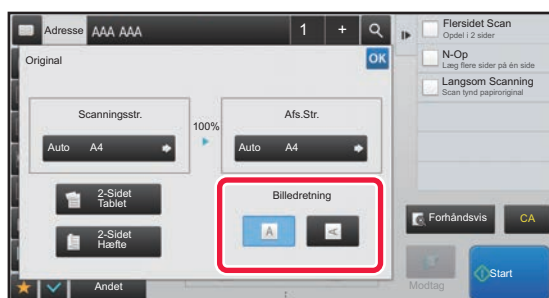 Adresse AAA AAA 1 +
Original OK
Scanningsstr.
Auto A4
100%
Afs.Str.
Auto A4
2-Sidet
Tablet
2-Sidet
Hæfte
Billedretning
A
A
Andet
Flersidet Scan
Opdel i 2 sider
N-Op
Læg flere sider på én side
Langsom Scanning
Scan tynd papiroriginal
Forhåndsvis
CA
Modtag
Start